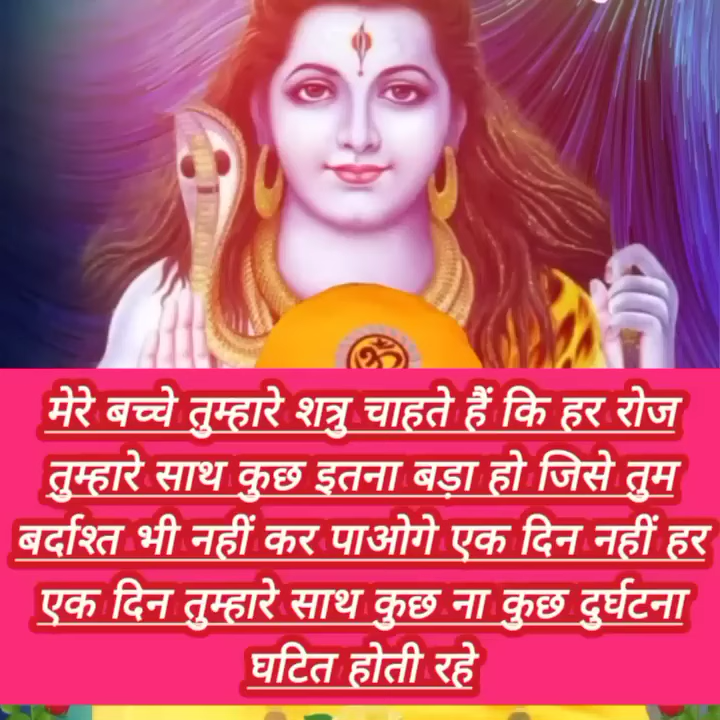 ॐ
मेरे बच्चे तुम्हारे शत्रु चाहते हैं कि हर रोज
तुम्हारे साथ कुछ इतना बड़ा हो जिसे तुम
बर्दाश्त भी नहीं कर पाओगे एक दिन नहीं हर
एक दिन तुम्हारे साथ कुछ ना कुछ दुर्घटना
घटित होती रहे